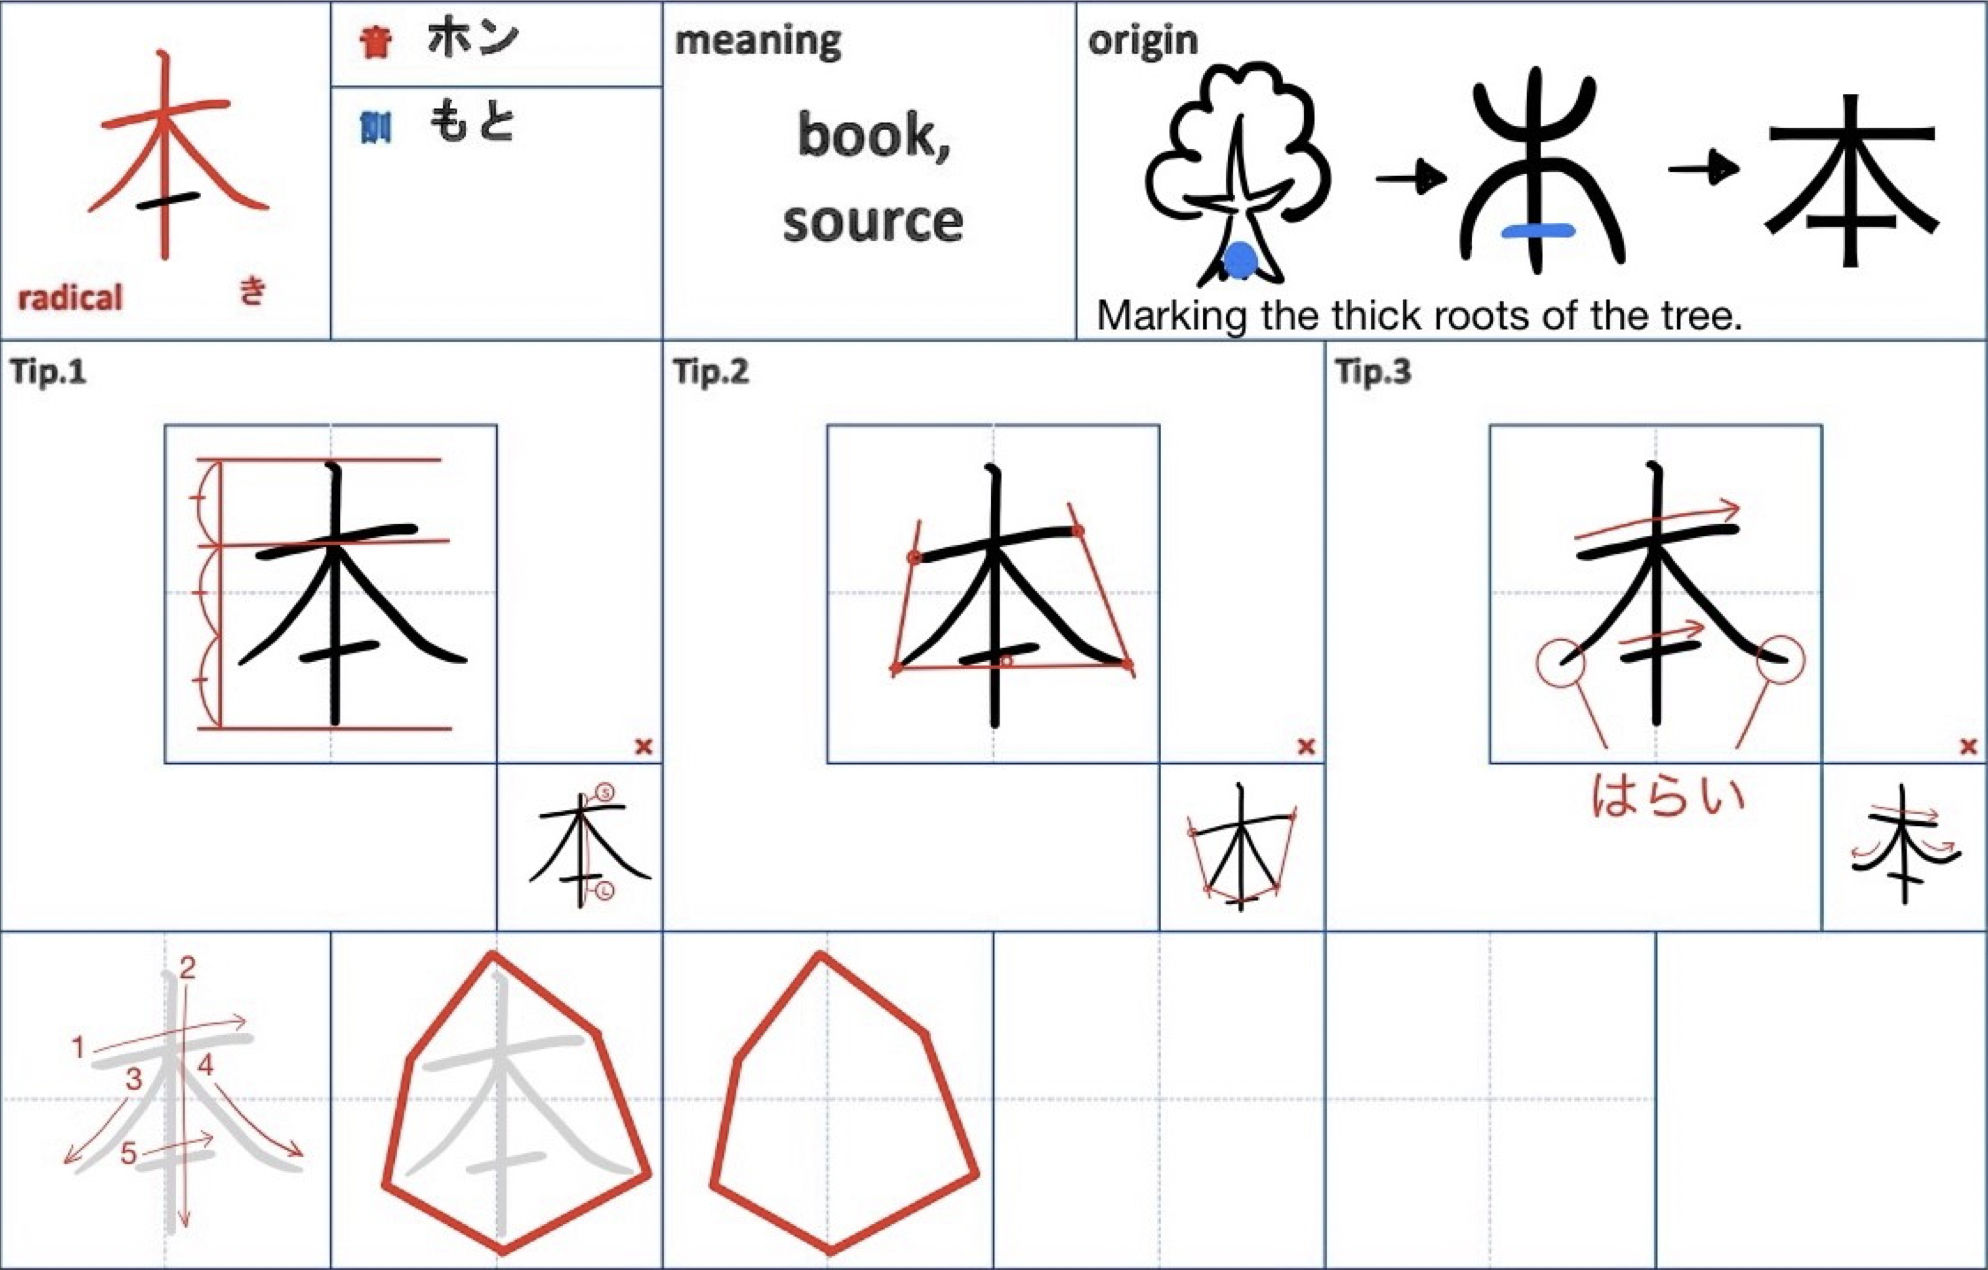 本
radical き
音 ホン
訓 もと
meaning
book,
source
origin
本
Marking the thick roots of the tree.
Tip.1
本
×
本
S
L
Tip.2
本
×
本
Tip.3
本
はらい
×
本
本
1
2
3
4
5
本